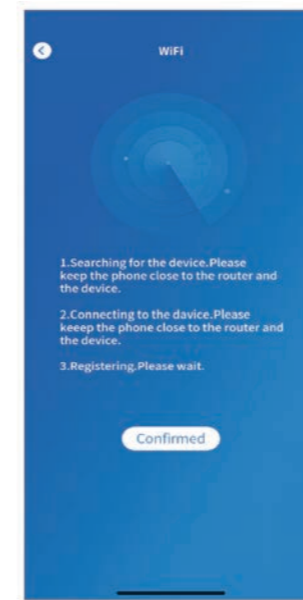 WiFi
1.Searching for the device.Please
keep the phone close to the router and
the device.
2.Connecting to the davice.Please
keeep the phone close to the router and
the device.
3.Registering.Please wait.
Confirmed